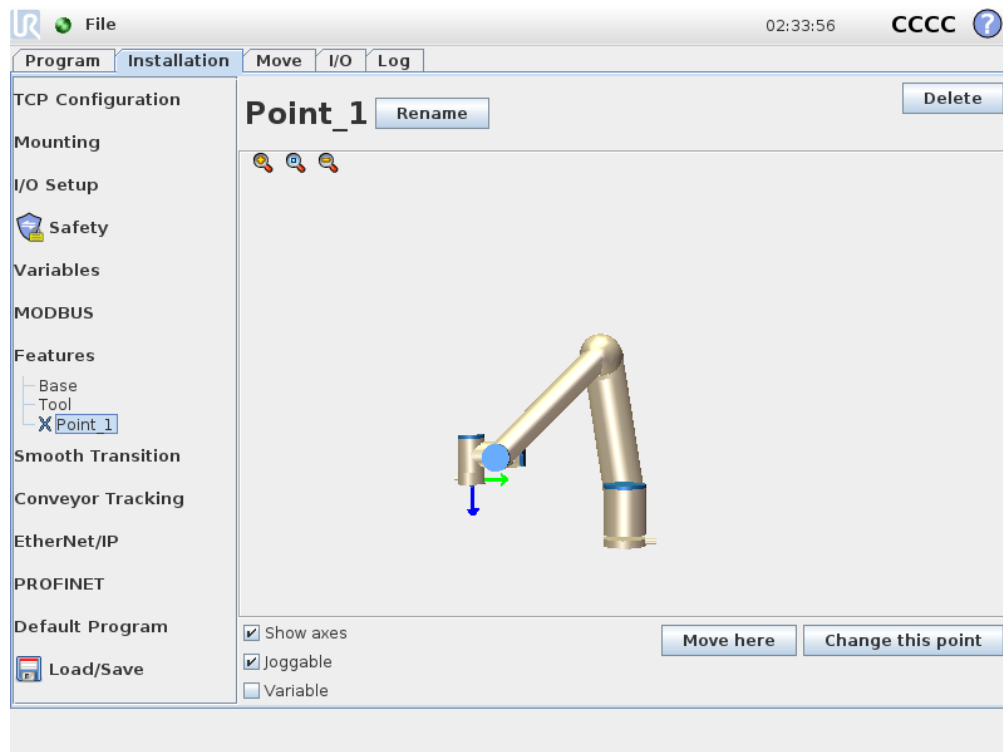 UR File 02:33:56 CCCC ?
Program Installation Move I/O Log
TCP Configuration
Mounting
I/O Setup
Safety
Variables
MODBUS
Features
Base
Tool
Point_1
Smooth Transition
Conveyor Tracking
EtherNet/IP
PROFINET
Default Program
Load/Save
Point_1 Rename Delete
Show axes
Joggable
Variable
Move here Change this point